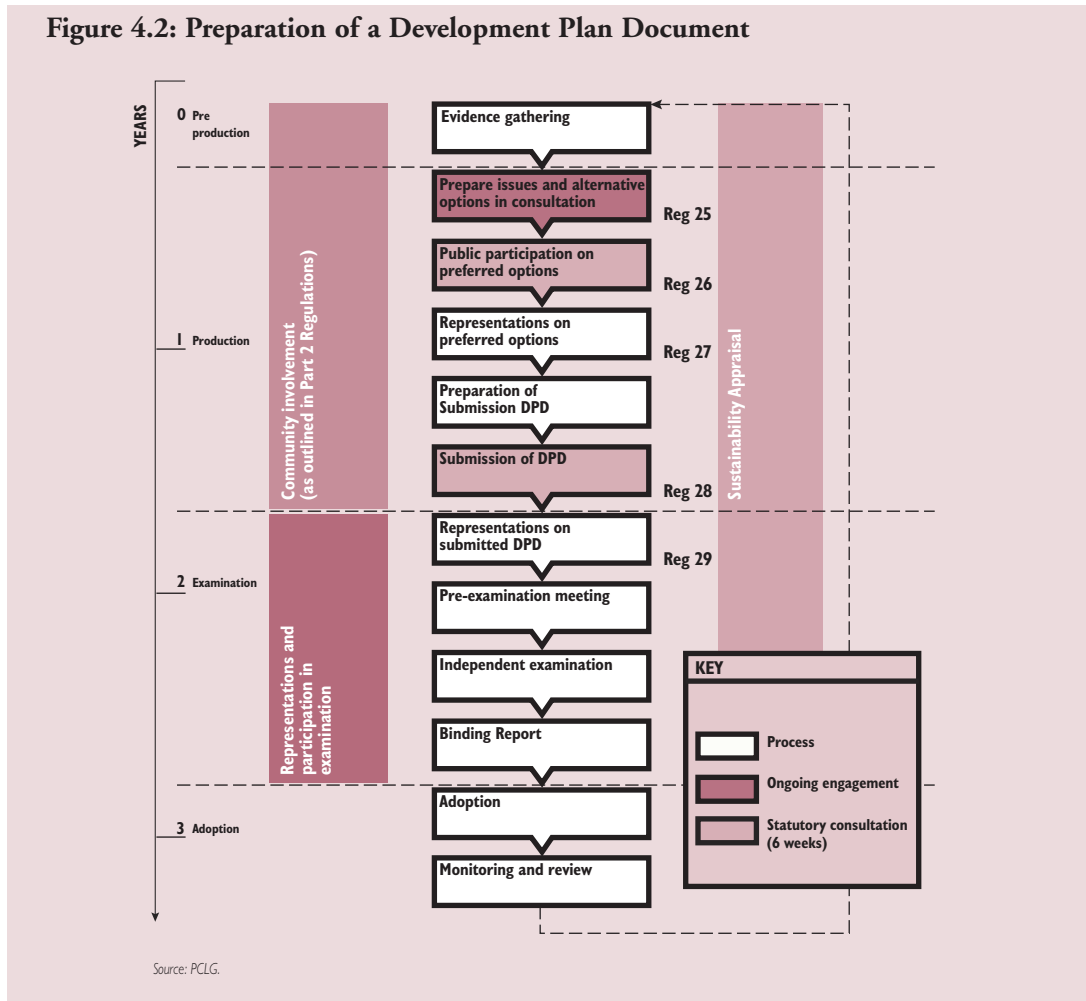 Figure 4.2: Preparation of a Development Plan Document
YEARS
0 Pre
production
1 Production
2 Examination
3 Adoption
Community involvement
(as outlined in Part 2 Regulations)
Representations and
participation in
examination
Evidence gathering
Prepare issues and alternative
options in consultation
Reg 25
Public participation on
preferred options
Reg 26
Representations on
preferred options
Reg 27
Preparation of
Submission DPD
Submission of DPD
Reg 28
Representations on
submitted DPD
Reg 29
Pre-examination meeting
Independent examination
Binding Report
Adoption
Monitoring and review
Sustainability Appraisal
KEY
Process
Ongoing engagement
Statutory consultation
(6 weeks)
Source: PCLG.